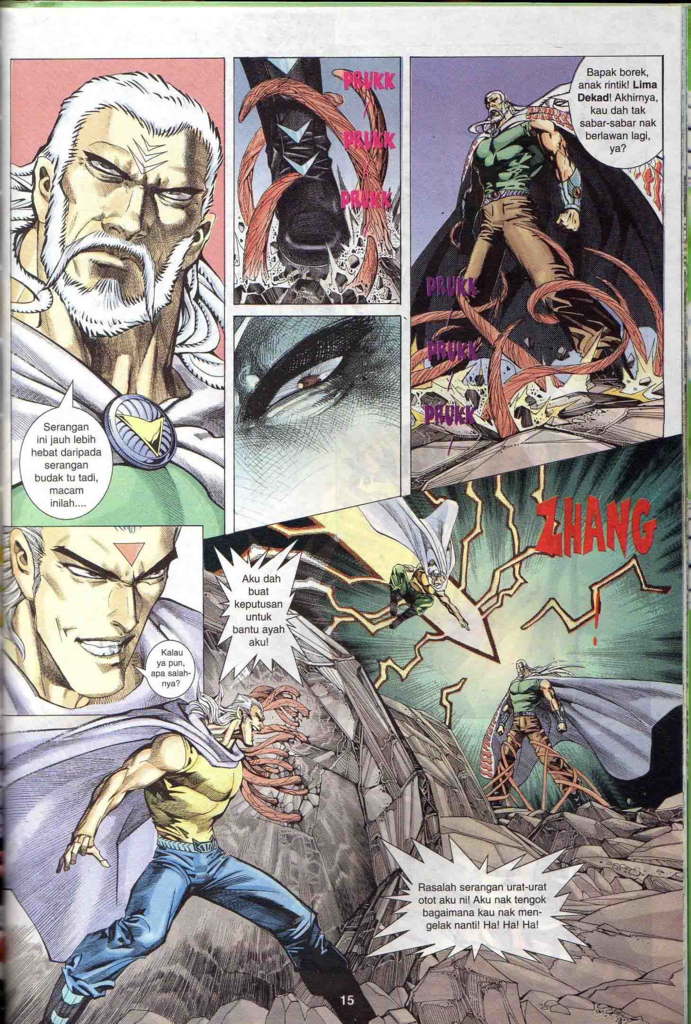 Serangan
ini jauh lebih
hebat daripada
serangan
budak tu tadi,
macam
inilah....
PRUKK
PRUKK
PRUKK
Bapak borek,
anak rintik! Lima
Dekad! Akhirnya,
kau dah tak
sabar-sabar nak
berlawan lagi,
ya?
PRUKK
PRUKK
PRUKK
Kalau
ya pun,
apa salah-
nya?
Aku dah
buat
keputusan
untuk
bantu ayah
aku!
ZHANG
Rasalah serangan urat-urat
otot aku ni! Aku nak tengok
bagaimana kau nak men-
gelak nanti! Ha! Ha! Ha!
15